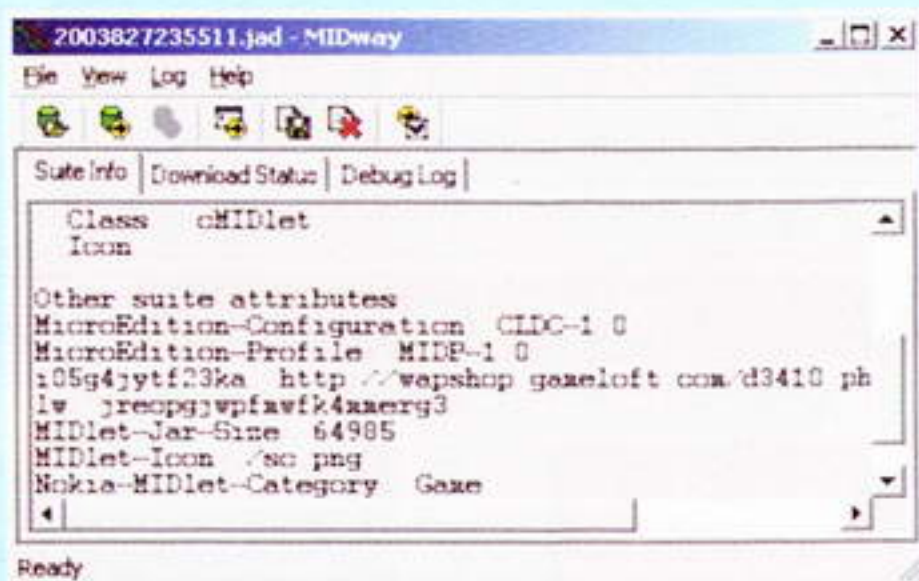 2003827235511.jad - MIDway
File View Log Help
Suite Info Download Status Debug Log
Class cMIDlet
Icon
Other suite attributes
MicroEdition-Configuration CLDC-1 0
MicroEdition-Profile MIDP-1 0
http //wapshop gameloft com/d3410 ph
MIDlet-Jar-Size 64985
MIDlet-Icon /sc png
Nokia-MIDlet-Category Game
Ready